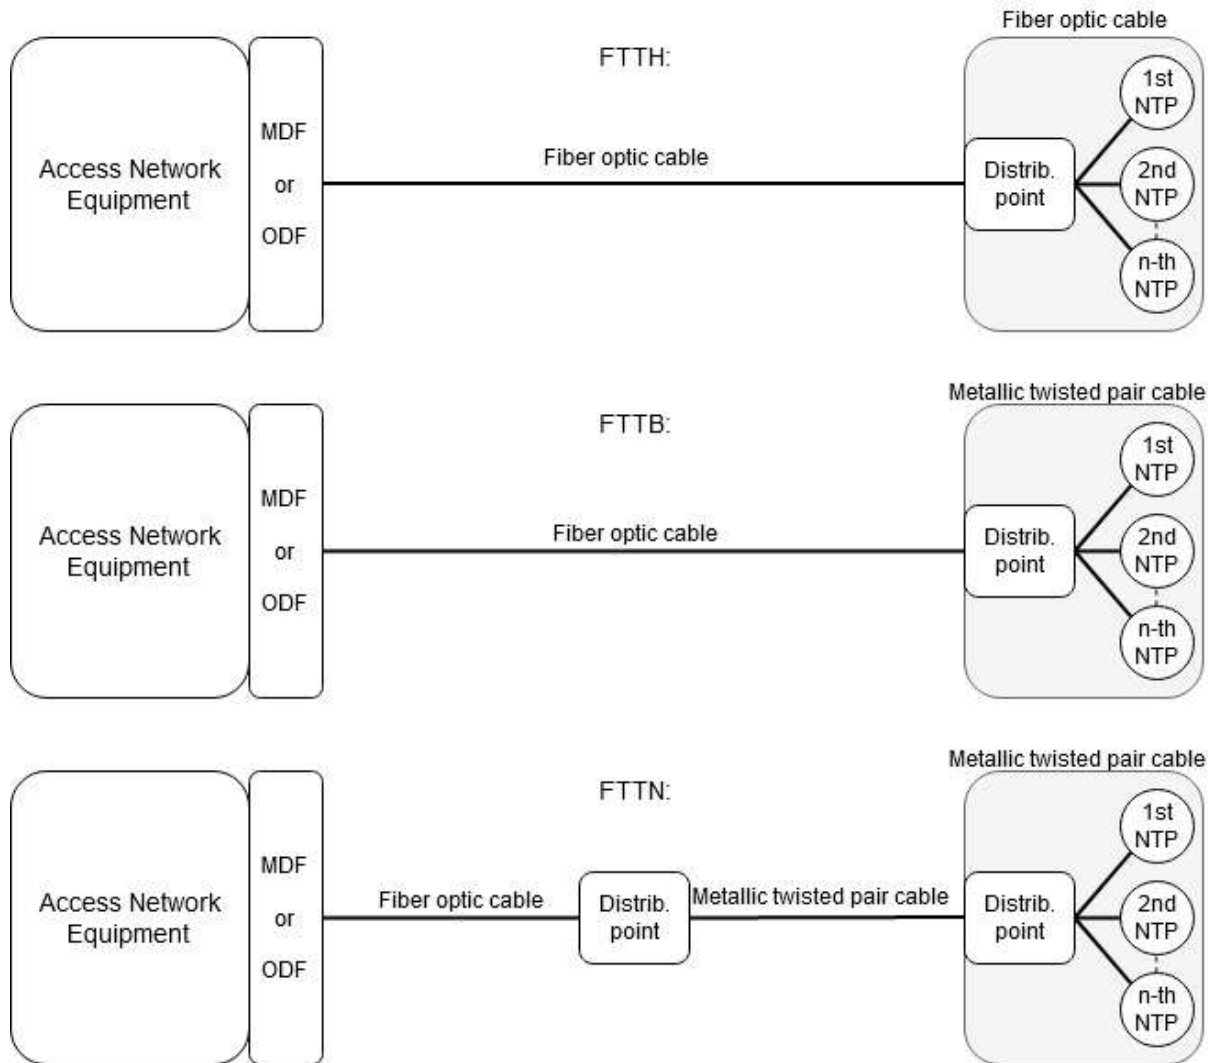 Fiber optic cable
FTTH:
Access Network
Equipment
MDF
or
ODF
Fiber optic cable
Distrib.
point
1st
NTP
2nd
NTP
n-th
NTP
Metallic twisted pair cable
FTTB:
Access Network
Equipment
MDF
or
ODF
Fiber optic cable
Distrib.
point
1st
NTP
2nd
NTP
n-th
NTP
Metallic twisted pair cable
FTTN:
Access Network
Equipment
MDF
or
ODF
Fiber optic cable
Distrib.
point
Metallic twisted pair cable
Distrib.
point
1st
NTP
2nd
NTP
n-th
NTP